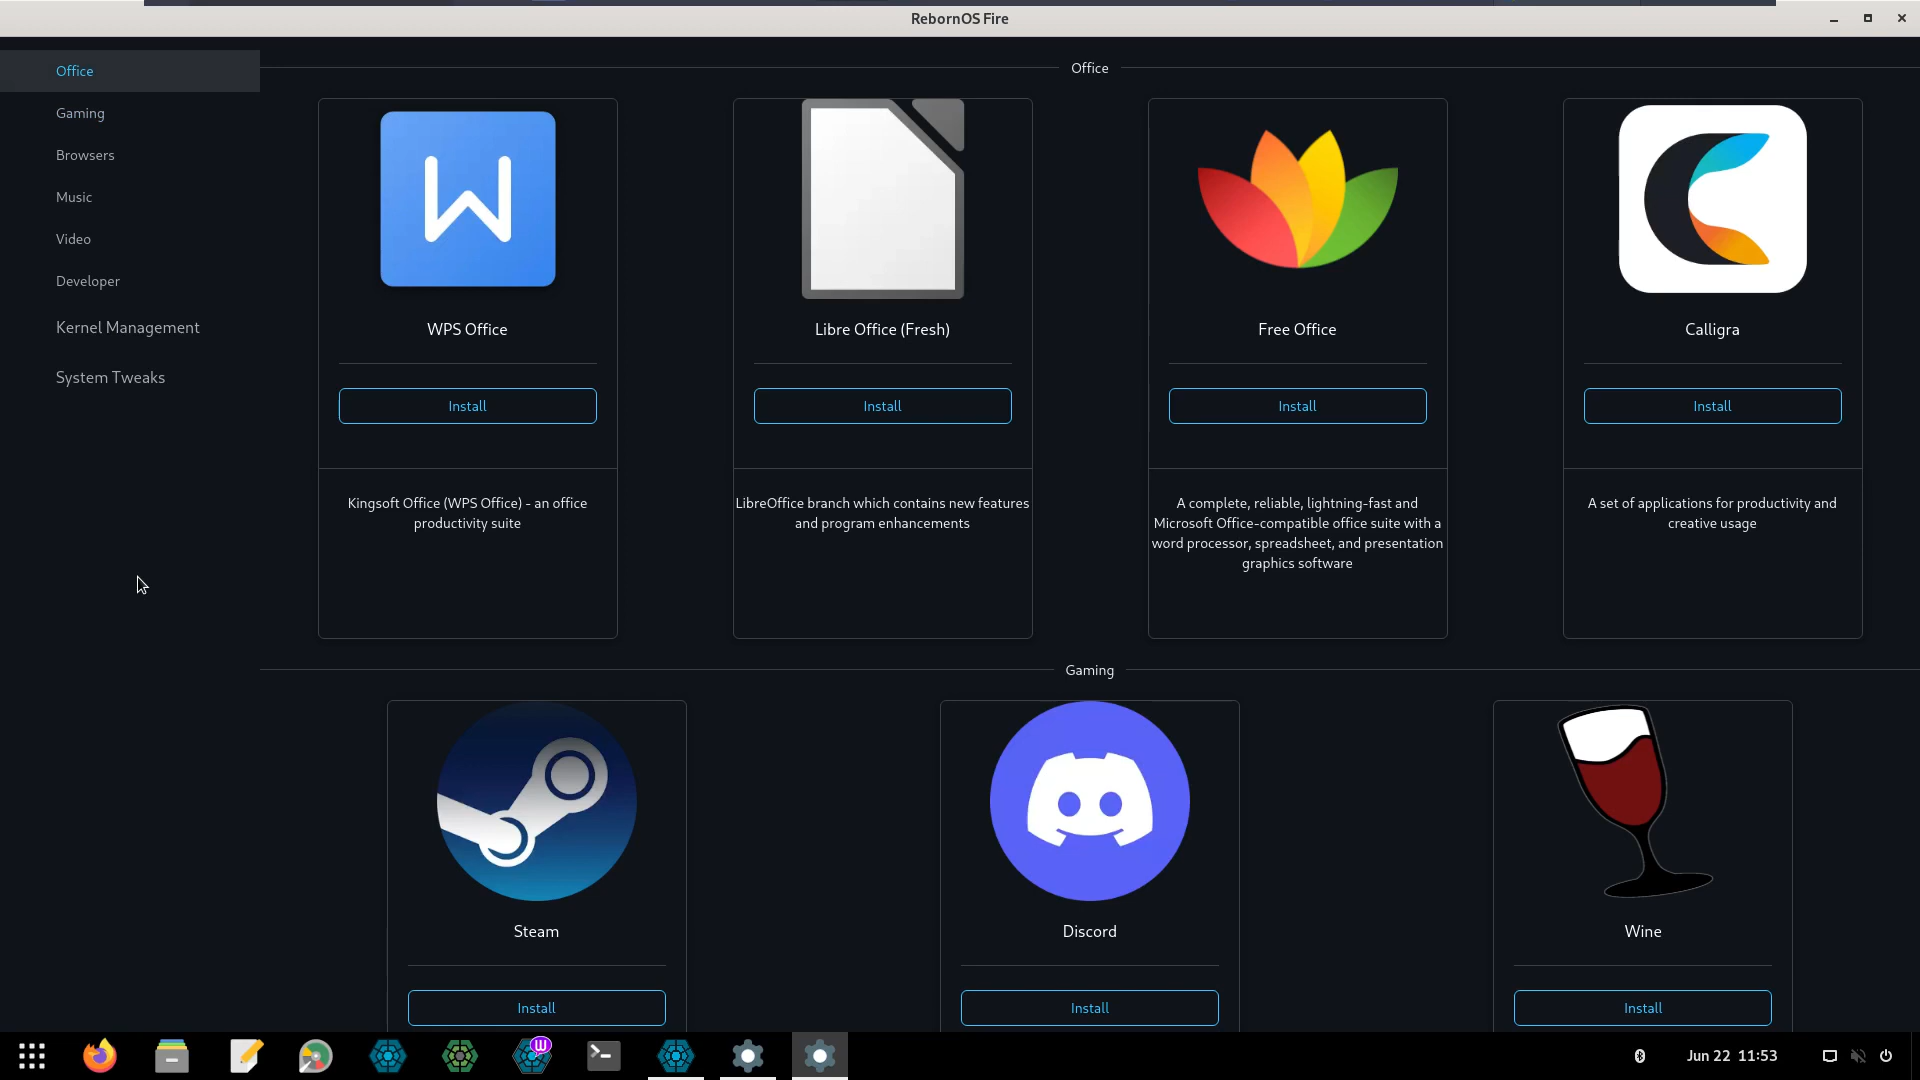 RebornOS Fire
Office
Gaming
Browsers
Music
Video
Developer
Kernel Management
System Tweaks
Office
WPS Office
Install
Kingsoft Office (WPS Office) - an office
productivity suite
Libre Office (Fresh)
Install
LibreOffice branch which contains new features
and program enhancements
Free Office
Install
A complete, reliable, lightning-fast and
Microsoft Office-compatible office suite with a
word processor, spreadsheet, and presentation
graphics software
Calligra
Install
A set of applications for productivity and
creative usage
Gaming
Steam
Install
Discord
Install
Wine
Install
W
Jun 22 11:53